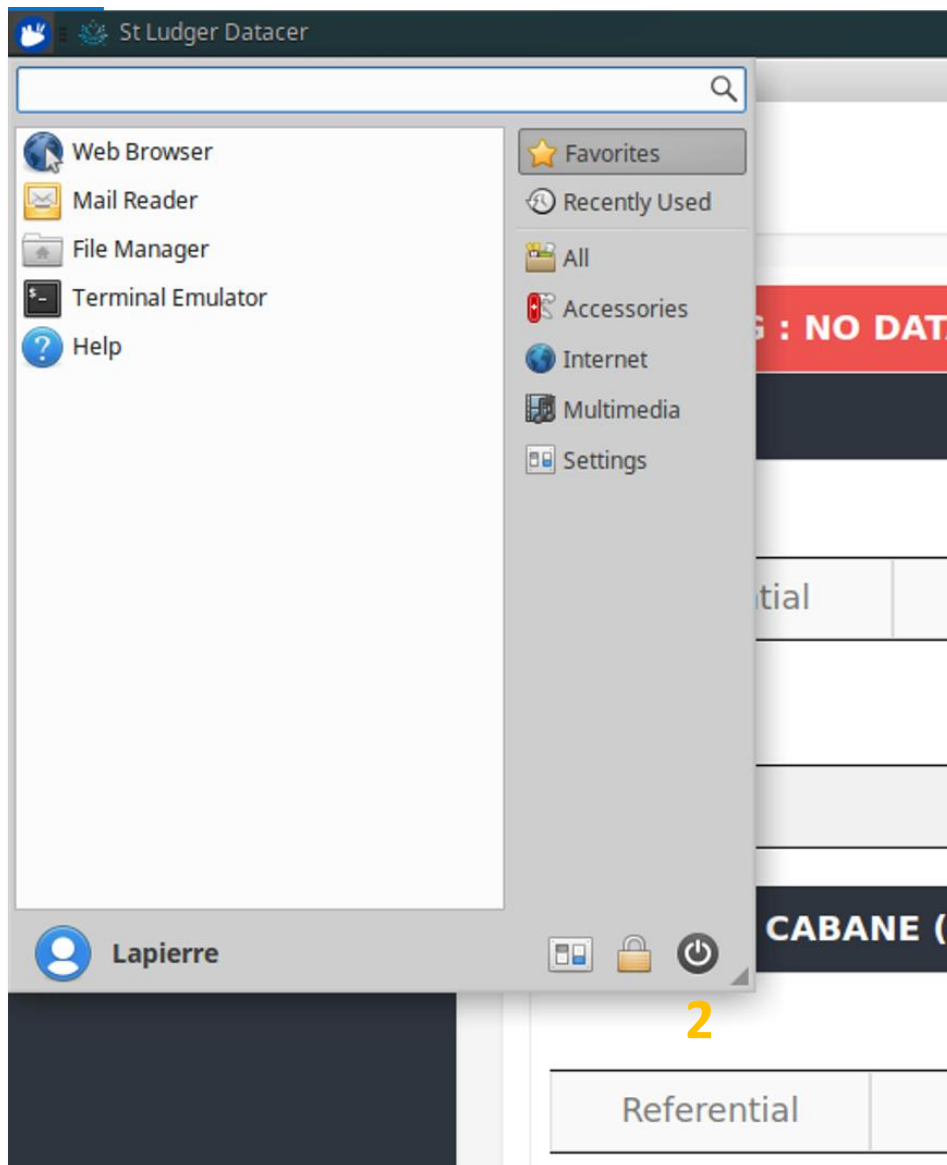 St Ludger Datacer
Web Browser
Mail Reader
File Manager
Terminal Emulator
Help
Favorites
Recently Used
All
Accessories
Internet
Multimedia
Settings
: NO DATA
tial
CABANE (
Lapierre
2
Referential